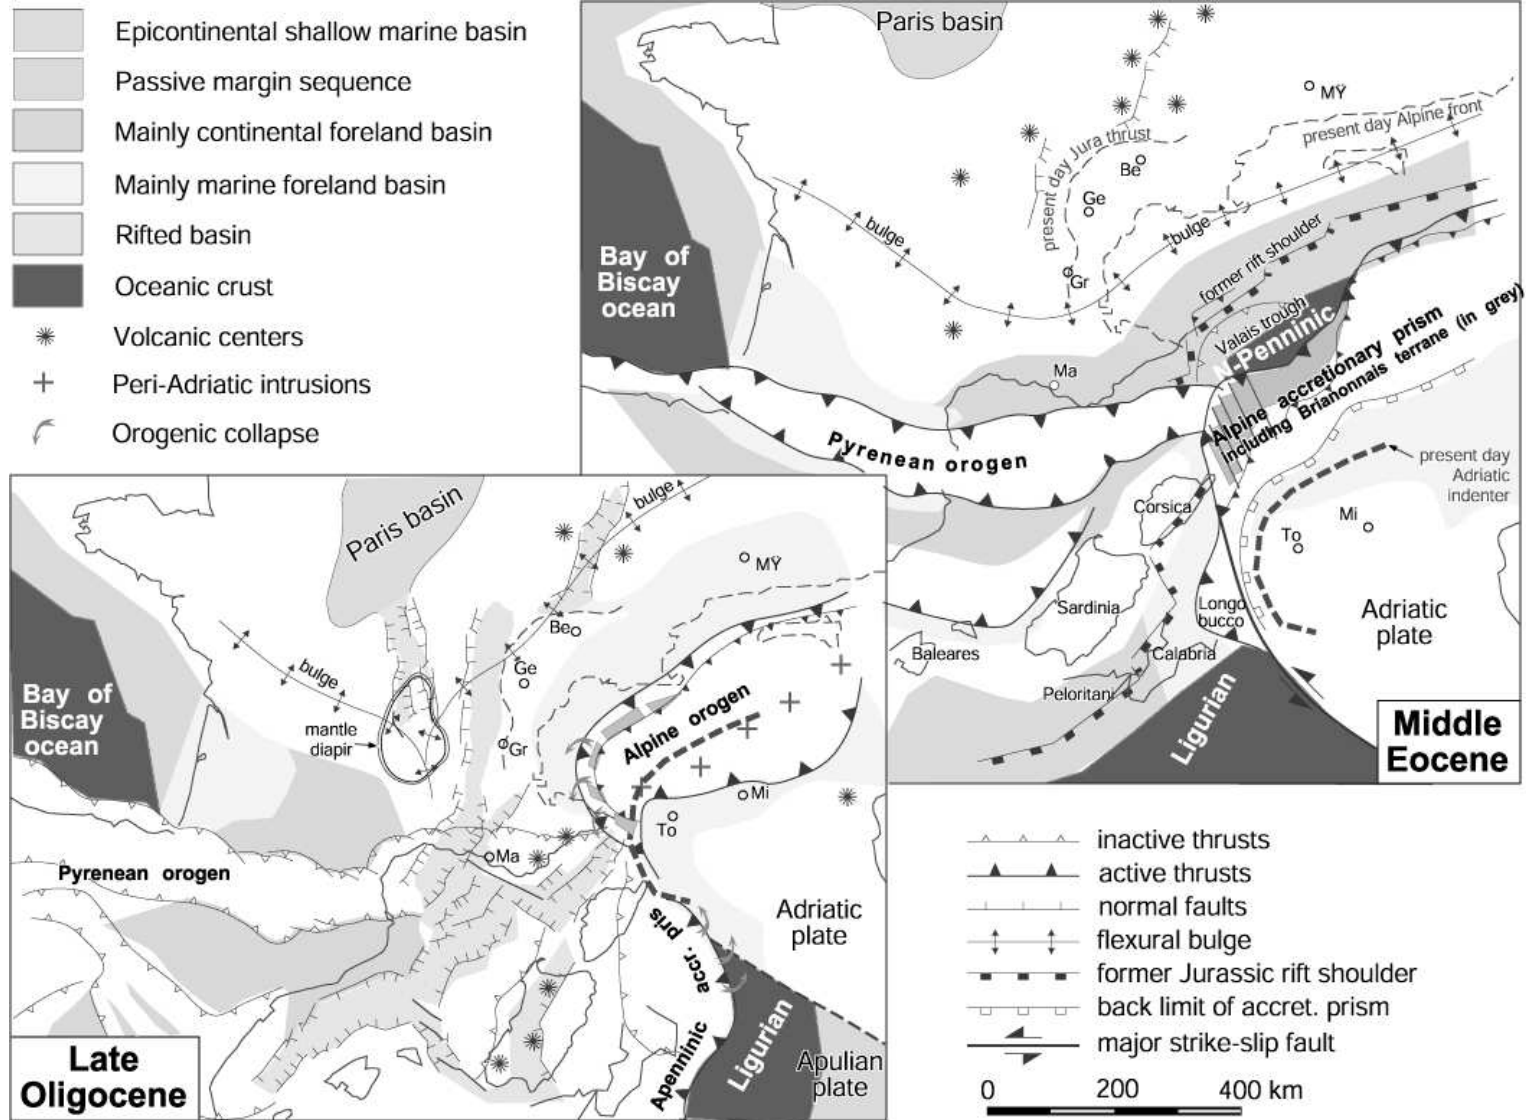 Epicontinental shallow marine basin
Passive margin sequence
Mainly continental foreland basin
Mainly marine foreland basin
Rifted basin
Oceanic crust
Volcanic centers
Peri-Adriatic intrusions
Orogenic collapse
Paris basin
MŸ
present day Alpine front
present day Jura thrust
Be
Ge
Gr
bulge
bulge
Bay of
Biscay
ocean
former rift shoulder
Valais trough
N-Penninic
Alpine accretionary prism
including Brianonnais terrane (in grey)
Ma
Pyrenean orogen
present day
Adriatic
indenter
Corsica
Mi
To
Sardinia
Longo
bucco
Adriatic
plate
Baleares
Calabria
Peloritani
Ligurian
Middle
Eocene
Paris basin
bulge
MŸ
Be
bulge
Ge
Bay of
Biscay
ocean
mantle
diapir
Gr
Alpine orogen
Mi
To
Ma
Pyrenean orogen
Adriatic
plate
Apenninic accr. pris
Ligurian
Apulian
plate
Late
Oligocene
inactive thrusts
active thrusts
normal faults
flexural bulge
former Jurassic rift shoulder
back limit of accret. prism
major strike-slip fault
0 200 400 km